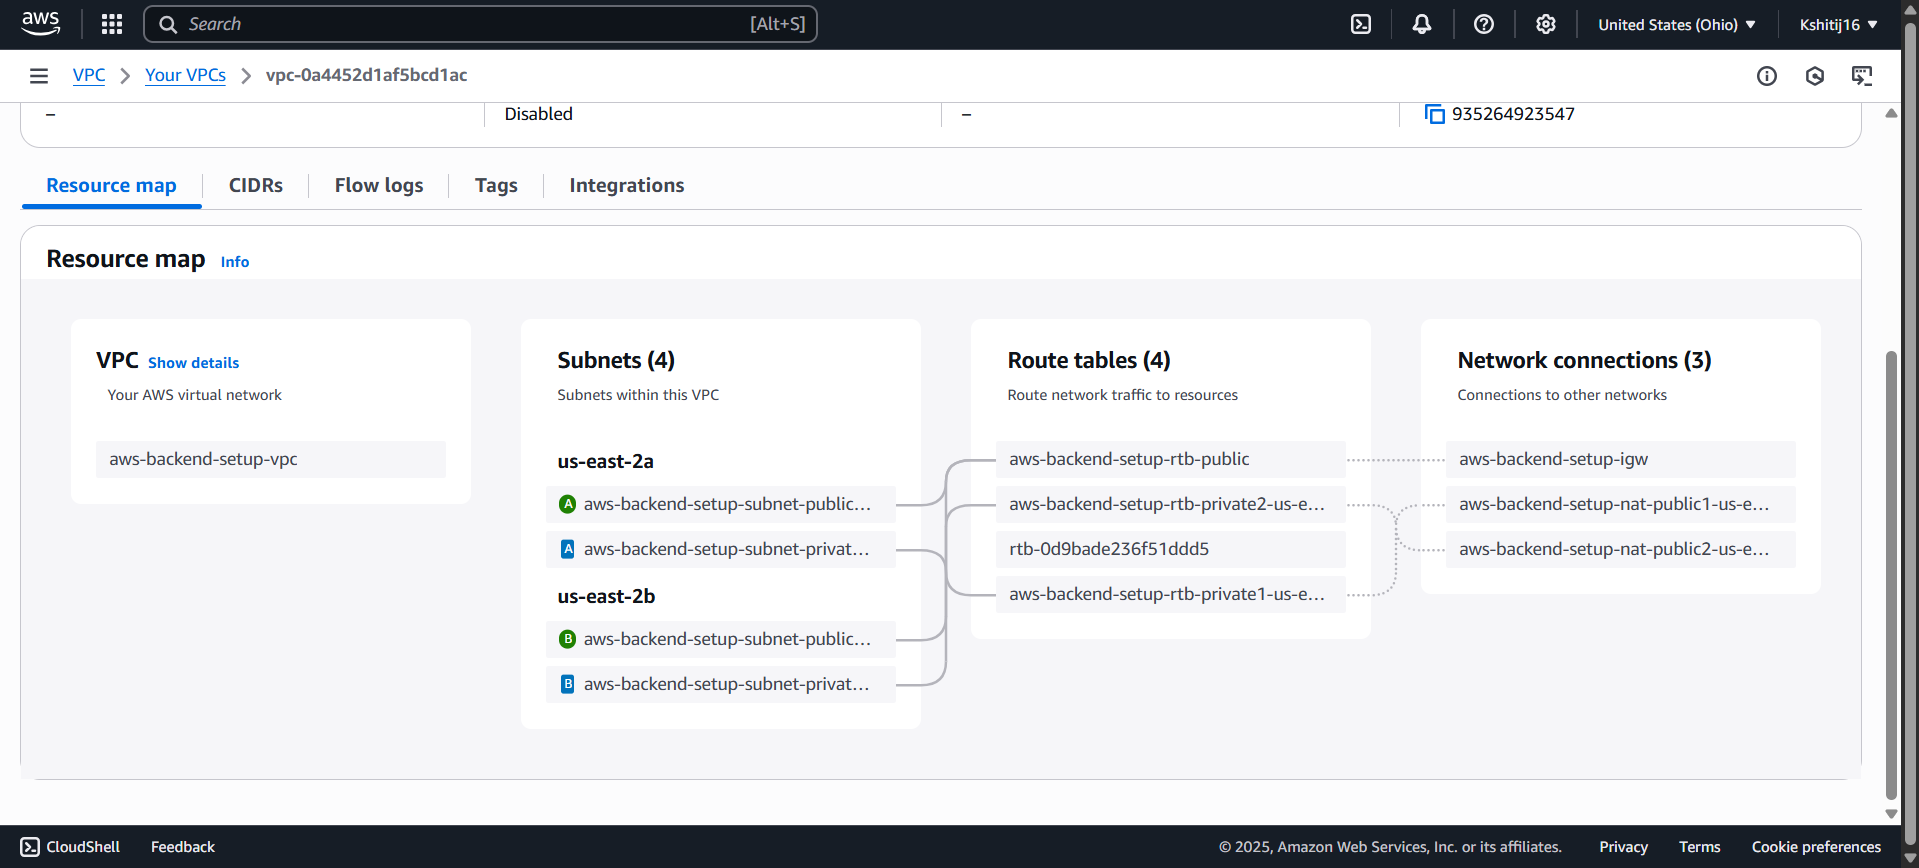 aws
Search [Alt+S]
United States (Ohio)
Kshitij16
VPC
Your VPCs
vpc-0a4452d1af5bcd1ac
–
Disabled
–
935264923547
Resource map
CIDRs
Flow logs
Tags
Integrations
Resource map Info
VPC Show details
Your AWS virtual network
aws-backend-setup-vpc
Subnets (4)
Subnets within this VPC
us-east-2a
A aws-backend-setup-subnet-public...
A aws-backend-setup-subnet-privat...
us-east-2b
B aws-backend-setup-subnet-public...
B aws-backend-setup-subnet-privat...
Route tables (4)
Route network traffic to resources
aws-backend-setup-rtb-public
aws-backend-setup-rtb-private2-us-e...
rtb-0d9bade236f51ddd5
aws-backend-setup-rtb-private1-us-e...
Network connections (3)
Connections to other networks
aws-backend-setup-igw
aws-backend-setup-nat-public1-us-e...
aws-backend-setup-nat-public2-us-e...
CloudShell
Feedback
© 2025, Amazon Web Services, Inc. or its affiliates.
Privacy
Terms
Cookie preferences